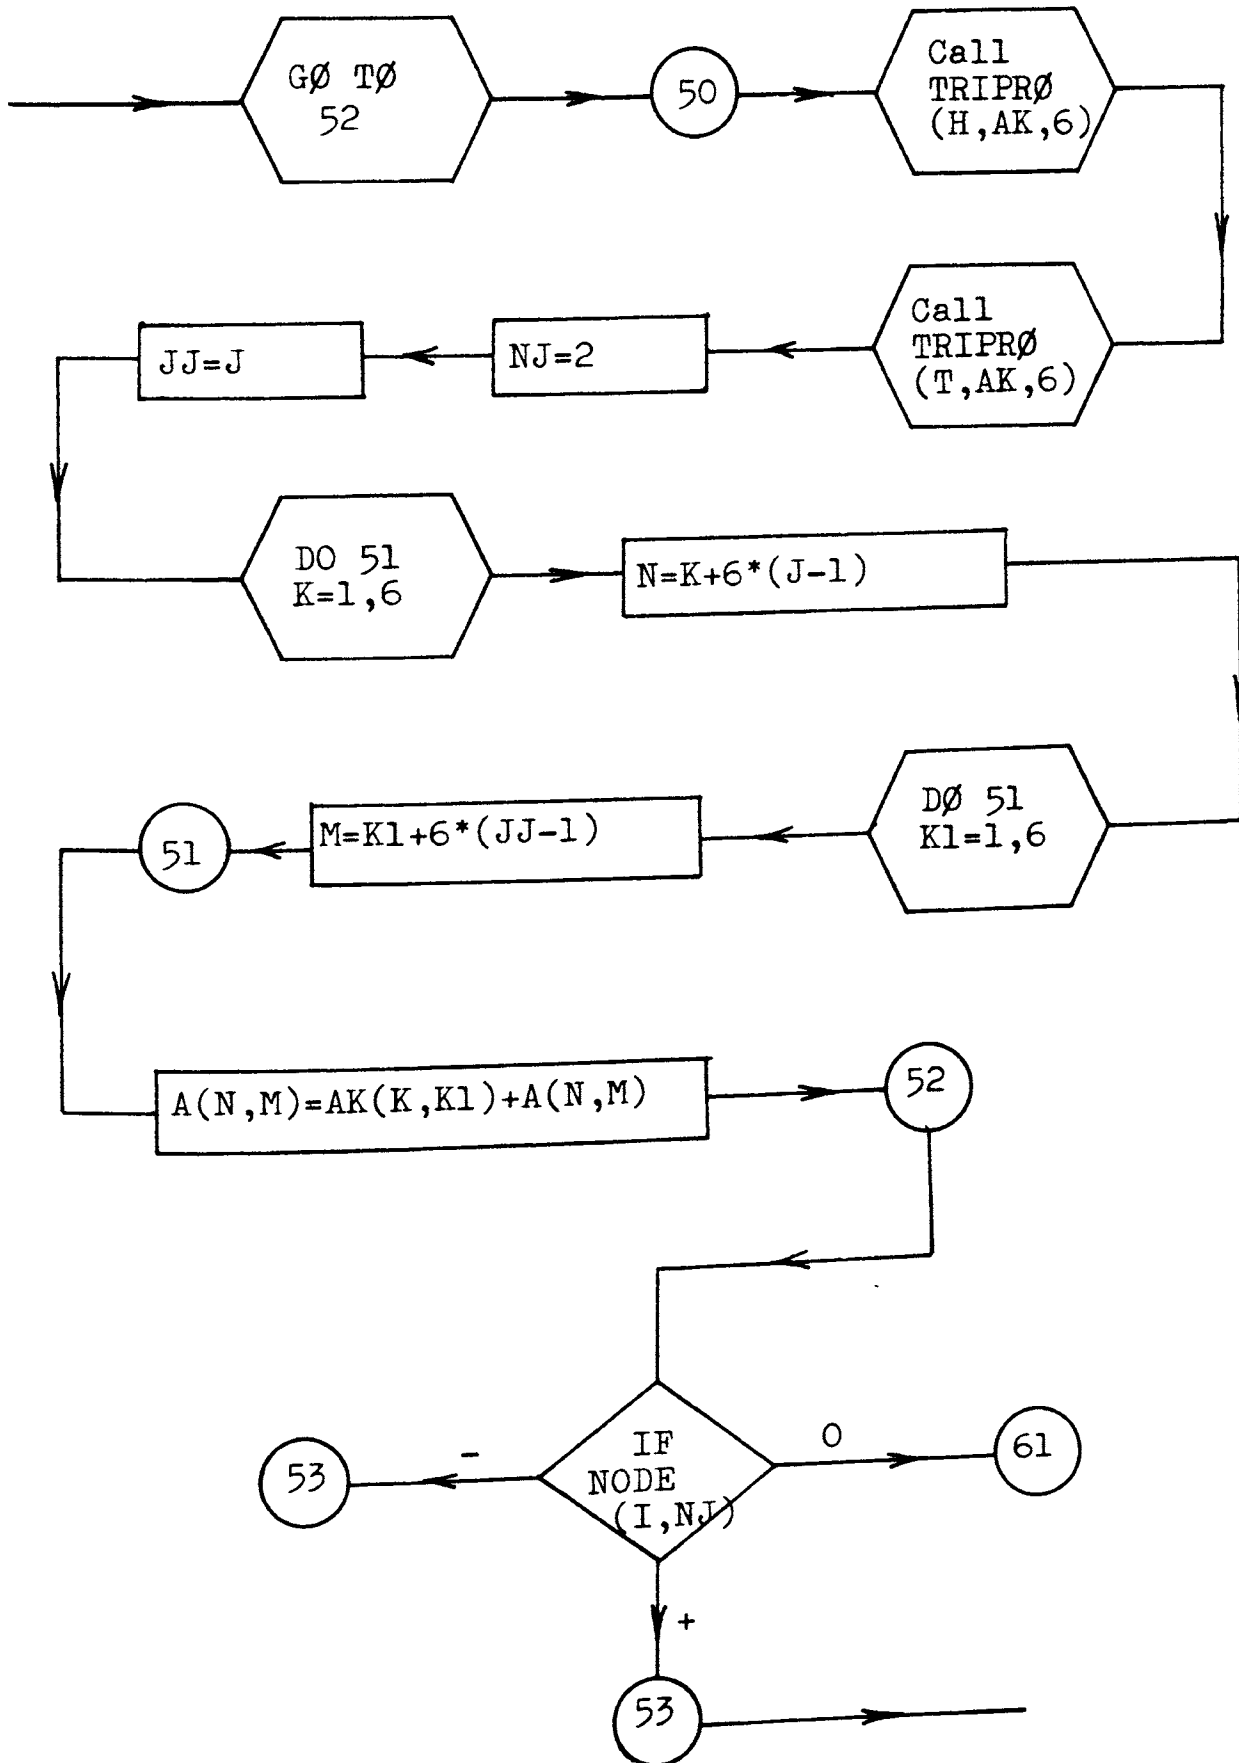 GØ TØ
52
50
Call
TRIPRØ
(H,AK,6)
Call
TRIPRØ
(T,AK,6)
NJ=2
JJ=J
DO 51
K=1,6
N=K+6*(J-1)
DØ 51
K1=1,6
M=K1+6*(JJ-1)
51
A(N,M)=AK(K,K1)+A(N,M)
52
IF
NODE
(I,NJ)
-
53
0
61
+
53